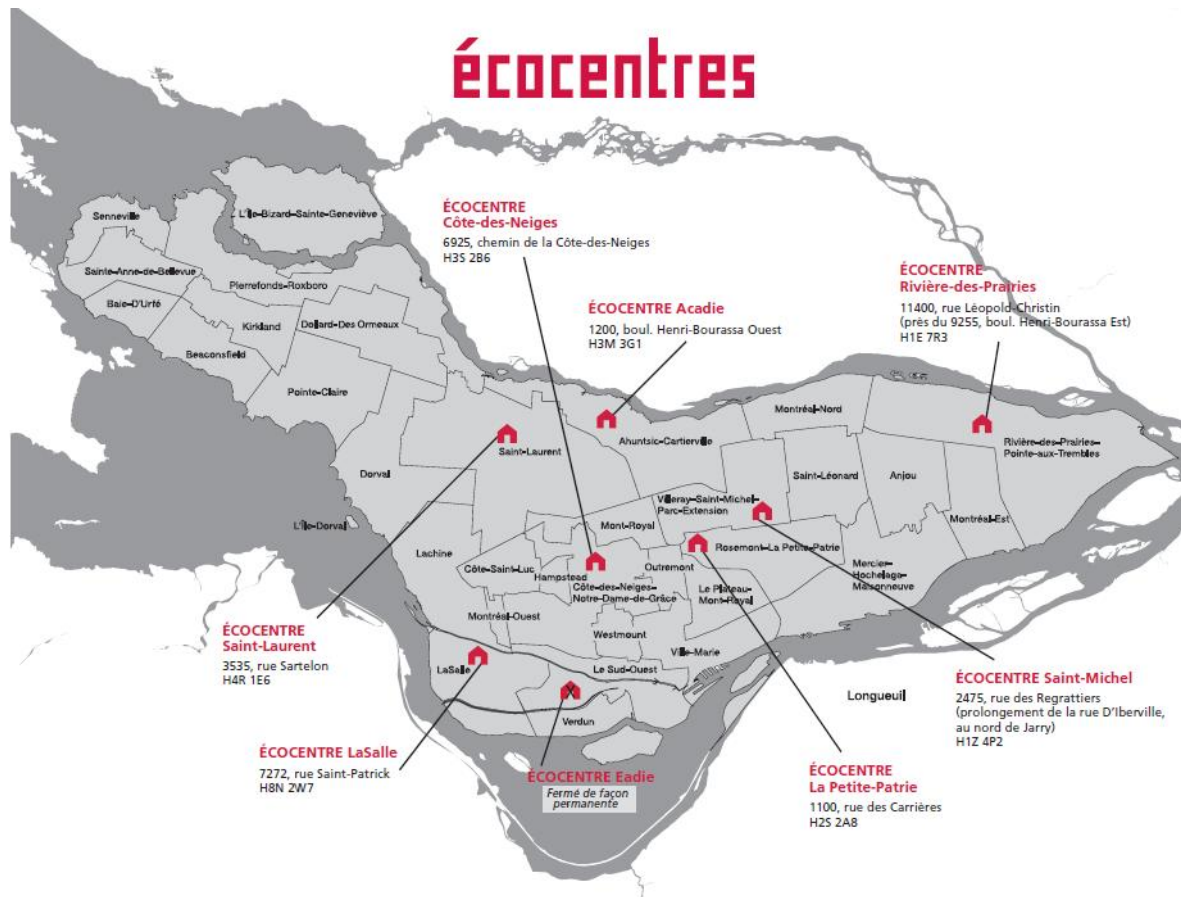 écocentres
L'Île-Bizard-Sainte-Geneviève
Senneville
Sainte-Anne-de-Bellevue
Pierrefonds-Roxboro
Baie-D'Urfé
Kirkland
Dollard-Des Ormeaux
Beaconsfield
Pointe-Claire
Dorval
L'Île-Dorval
ÉCOCENTRE
Côte-des-Neiges
6925, chemin de la Côte-des-Neiges
H3S 2B6
ÉCOCENTRE Acadie
1200, boul. Henri-Bourassa Ouest
H3M 3G1
ÉCOCENTRE
Rivière-des-Prairies
11400, rue Léopold-Christin
(près du 9255, boul. Henri-Bourassa Est)
H1E 7R3
Saint-Laurent
Ahuntsic-Cartierville
Montréal-Nord
Rivière-des-Prairies-
Pointe-aux-Trembles
Saint-Léonard
Anjou
Villeray-Saint-Michel-
Parc-Extension
Montréal-Est
Mont-Royal
Lachine
Rosemont-La Petite-Patrie
Côte-Saint-Luc
Hampstead
Outremont
Côte-des-Neiges-
Notre-Dame-de-Grâce
Mercier-
Hochelaga-
Maisonneuve
Le Plateau-
Mont-Royal
Montréal-Ouest
Westmount
Ville-Marie
LaSalle
Le Sud-Ouest
Verdun
Longueuil
ÉCOCENTRE
Saint-Laurent
3535, rue Sartelon
H4R 1E6
ÉCOCENTRE Saint-Michel
2475, rue des Regrattiers
(prolongement de la rue D'Iberville,
au nord de Jarry)
H1Z 4P2
ÉCOCENTRE LaSalle
7272, rue Saint-Patrick
H8N 2W7
X
ÉCOCENTRE Eadie
Fermé de façon
permanente
ÉCOCENTRE
La Petite-Patrie
1100, rue des Carrières
H2S 2A8